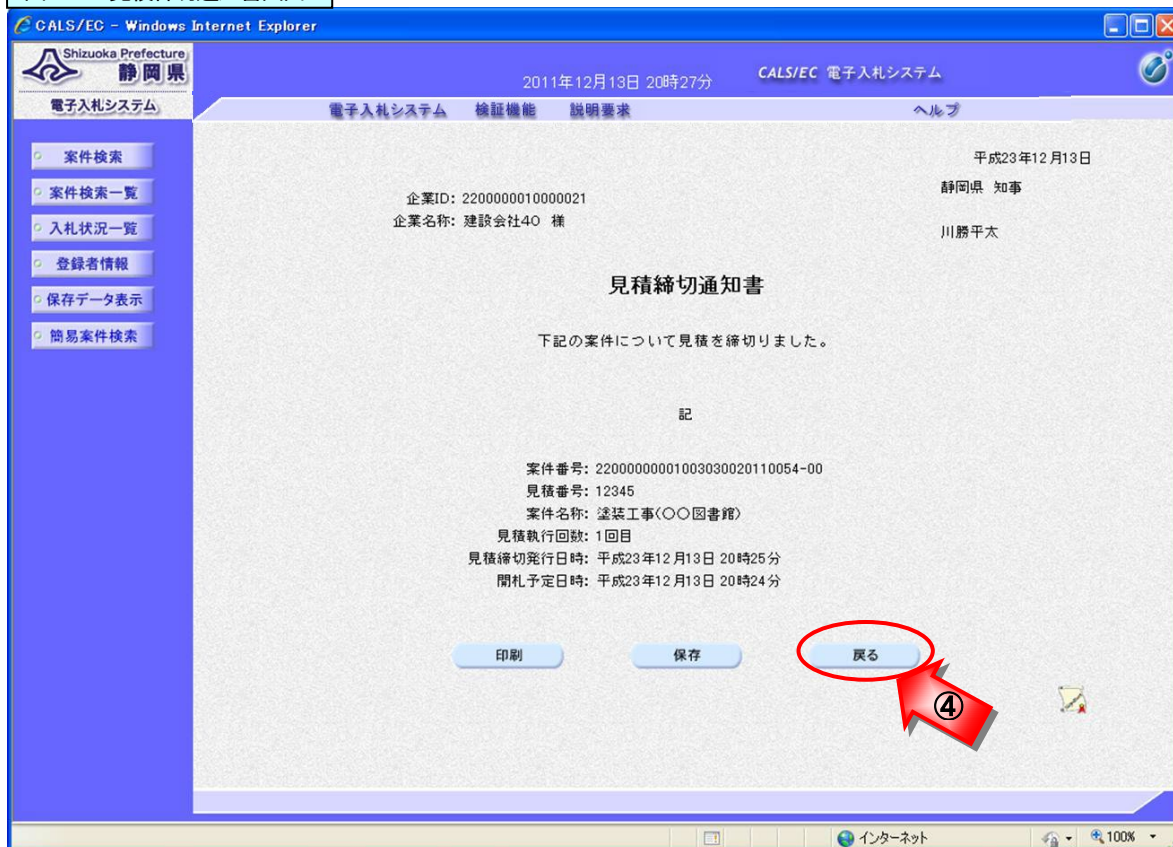 CALS/EC - Windows Internet Explorer
Shizuoka Prefecture
静岡県
電子入札システム
2011年12月13日 20時27分
CALS/EC 電子入札システム
電子入札システム 検証機能 説明要求 ヘルプ
案件検索
案件検索一覧
入札状況一覧
登録者情報
保存データ表示
簡易案件検索
平成23年12月13日
静岡県 知事
川勝平太
企業ID: 2200000010000021
企業名称: 建設会社40 様
見積締切通知書
下記の案件について見積を締切りました。
記
案件番号: 2200000000100303002011​0054-00
見積番号: 12345
案件名称: 塗装工事(〇〇図書館)
見積執行回数: 1回目
見積締切発行日時: 平成23年12月13日 20時25分
開札予定日時: 平成23年12月13日 20時24分
印刷
保存
戻る
④
インターネット
100%